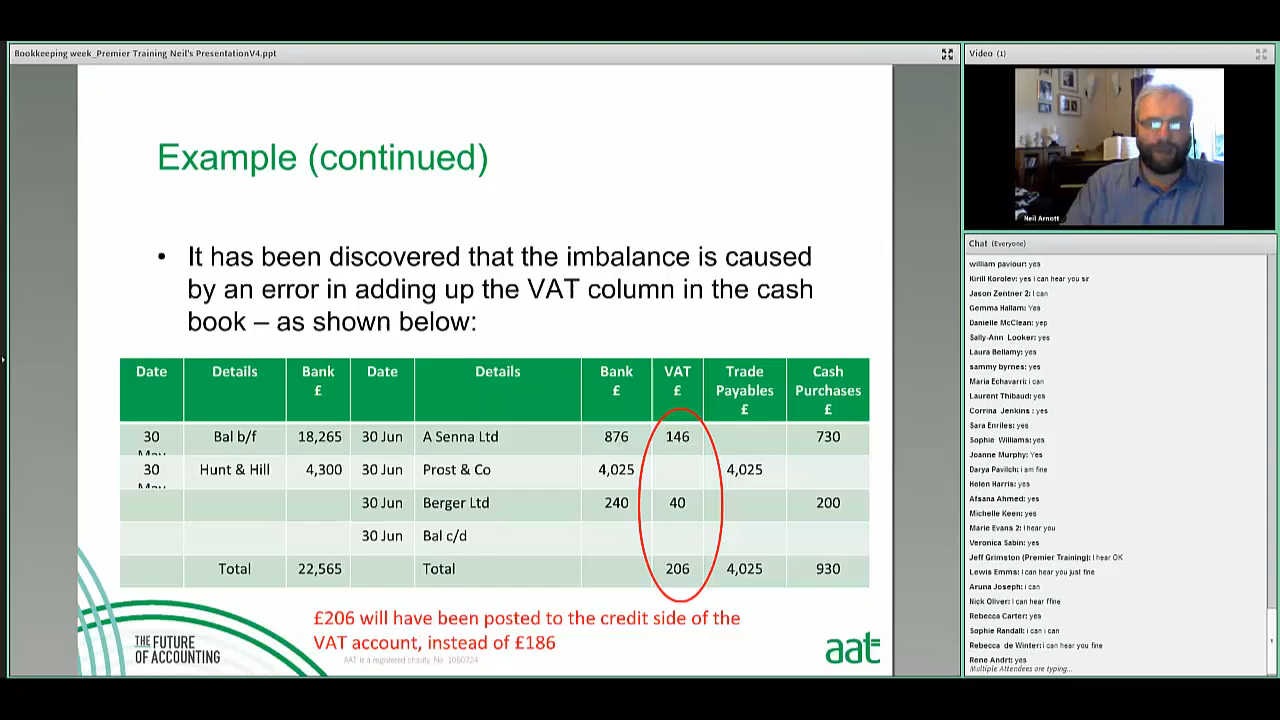 Bookkeeping week_Premier Training Neil's PresentationV4.ppt
Example (continued)
• It has been discovered that the imbalance is caused
by an error in adding up the VAT column in the cash
book – as shown below:
Date Details Bank £ Date Details Bank £ VAT £ Trade Payables £ Cash Purchases £
30 May Bal b/f 18,265 30 Jun A Senna Ltd 876 146 730
30 May Hunt & Hill 4,300 30 Jun Prost & Co 4,025 4,025
30 Jun Berger Ltd 240 40 200
30 Jun Bal c/d
Total 22,565 Total 206 4,025 930
£206 will have been posted to the credit side of the
VAT account, instead of £186
THE FUTURE
OF ACCOUNTING
AAT is a registered charity. No. 1050724
aat
Video (1)
Neil Arnott
Chat (Everyone)
william paviour: yes
Kirill Korolev: yes i can hear you sir
Jason Zentner 2: I can
Gemma Hallam: Yes
Danielle McClean: yep
Sally-Ann Looker: yes
Laura Bellamy: yes
sammy byrnes: yes
Maria Echavarri: i can
Laurent Thibaud: yes
Corrina Jenkins : yes
Sara Enriles: yes
Sophie Williams: yes
Joanne Murphy: Yes
Darya Pavilch: i am fine
Helen Harris: yes
Afsana Ahmed: yes
Michelle Keen: yes
Marie Evans 2: I hear you
Veronica Sabin: yes
Jeff Grimston (Premier Training): I hear OK
Lewis Emms: I can hear you just fine
Aruna Joseph: i can
Nick Oliver: I can hear ffine
Rebecca Carter: yes
Sophie Randall: i can i can
Rebecca de Winter: i can hear you fine
Rene Andrt: yes
Multiple Attendees are typing...